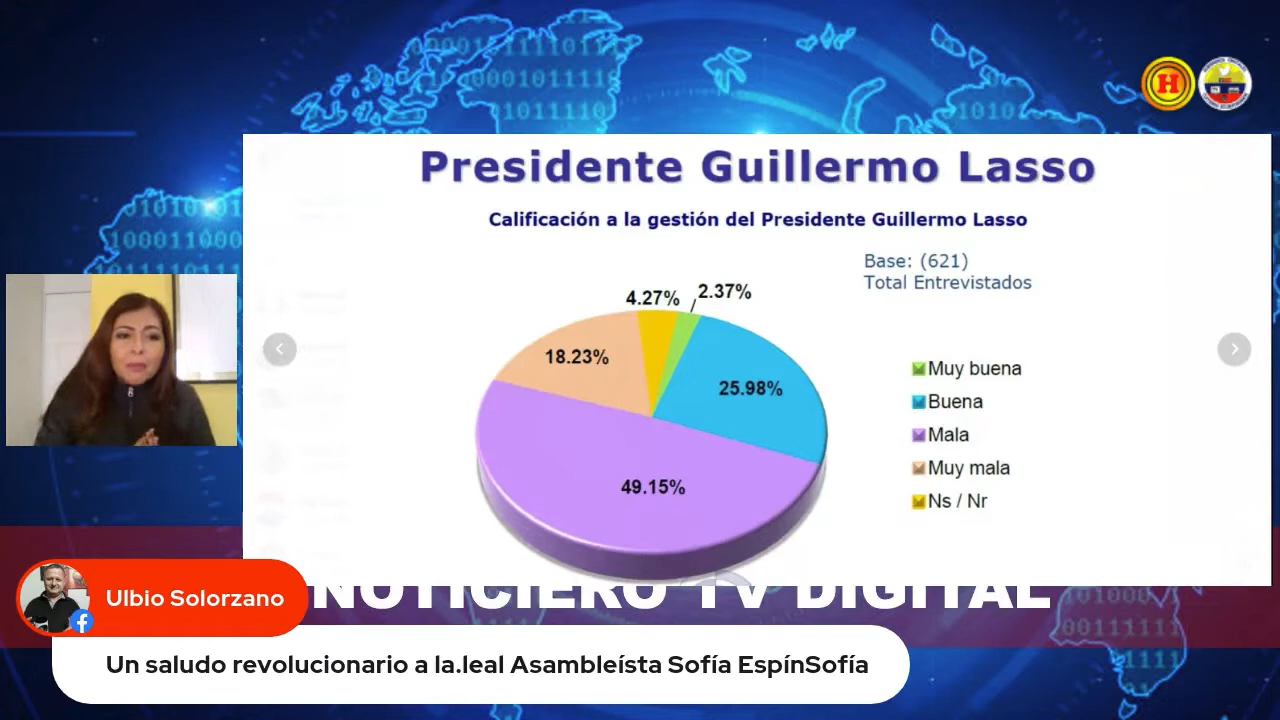 Presidente Guillermo Lasso
Calificación a la gestión del Presidente Guillermo Lasso
Base: (621)
Total Entrevistados
4.27%
2.37%
18.23%
25.98%
49.15%
Muy buena
Buena
Mala
Muy mala
Ns / Nr
H
NOTICIERO TV DIGITAL
Ulbio Solorzano
Un saludo revolucionario a la.leal Asambleísta Sofía EspínSofía